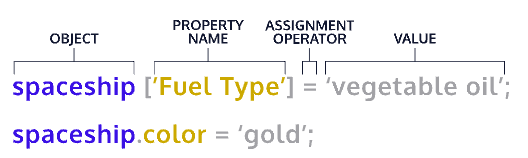 OBJECT PROPERTY NAME ASSIGNMENT OPERATOR VALUE
spaceship [‘Fuel Type’] = ‘vegetable oil’;
spaceship.color = ‘gold’;